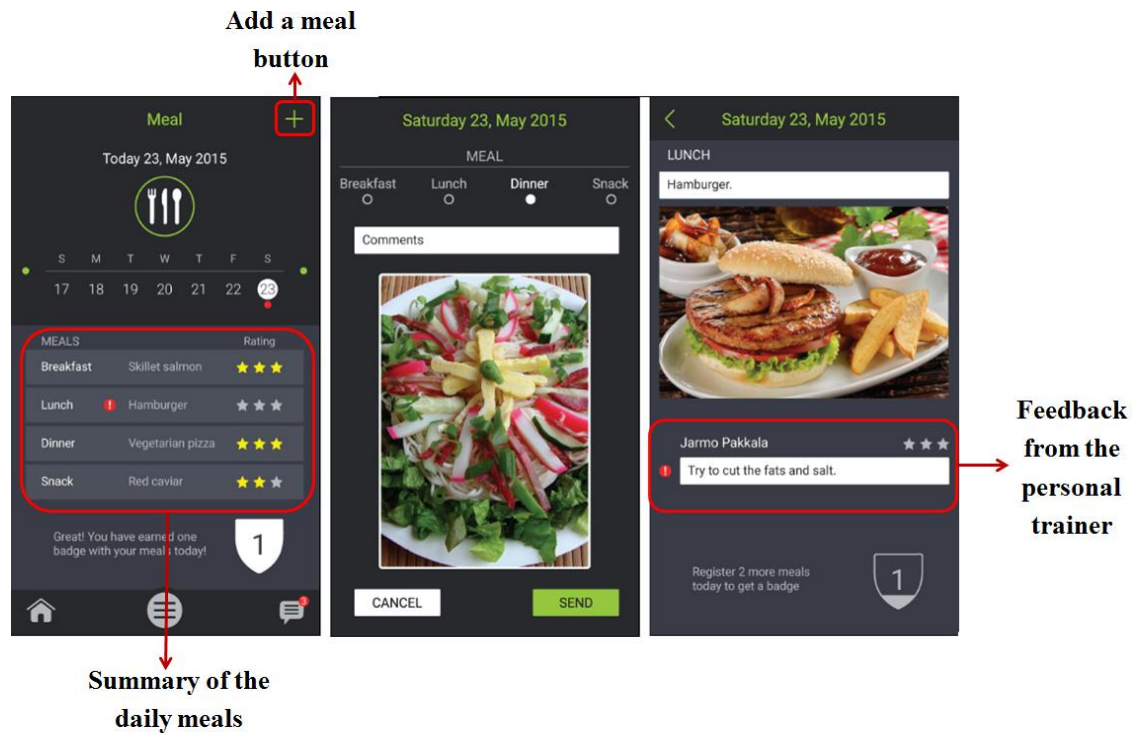 Add a meal
button
Meal
Today 23, May 2015
S M T W T F S
17 18 19 20 21 22 23
MEALS Rating
Breakfast Skillet salmon
Lunch ! Hamburger
Dinner Vegetarian pizza
Snack Red caviar
Great! You have earned one
badge with your meals today!
1
3
Summary of the
daily meals
Saturday 23, May 2015
MEAL
Breakfast Lunch Dinner Snack
Comments
CANCEL SEND
Saturday 23, May 2015
LUNCH
Hamburger.
Jarmo Pakkala
! Try to cut the fats and salt.
Register 2 more meals
today to get a badge
1
Feedback
from the
personal
trainer